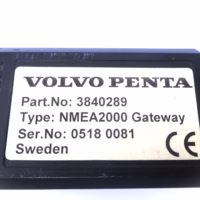 VOLVO PENTA
Part.No: 3840289
Type: NMEA2000 Gateway
Ser.No: 0518 0081
Sweden CE